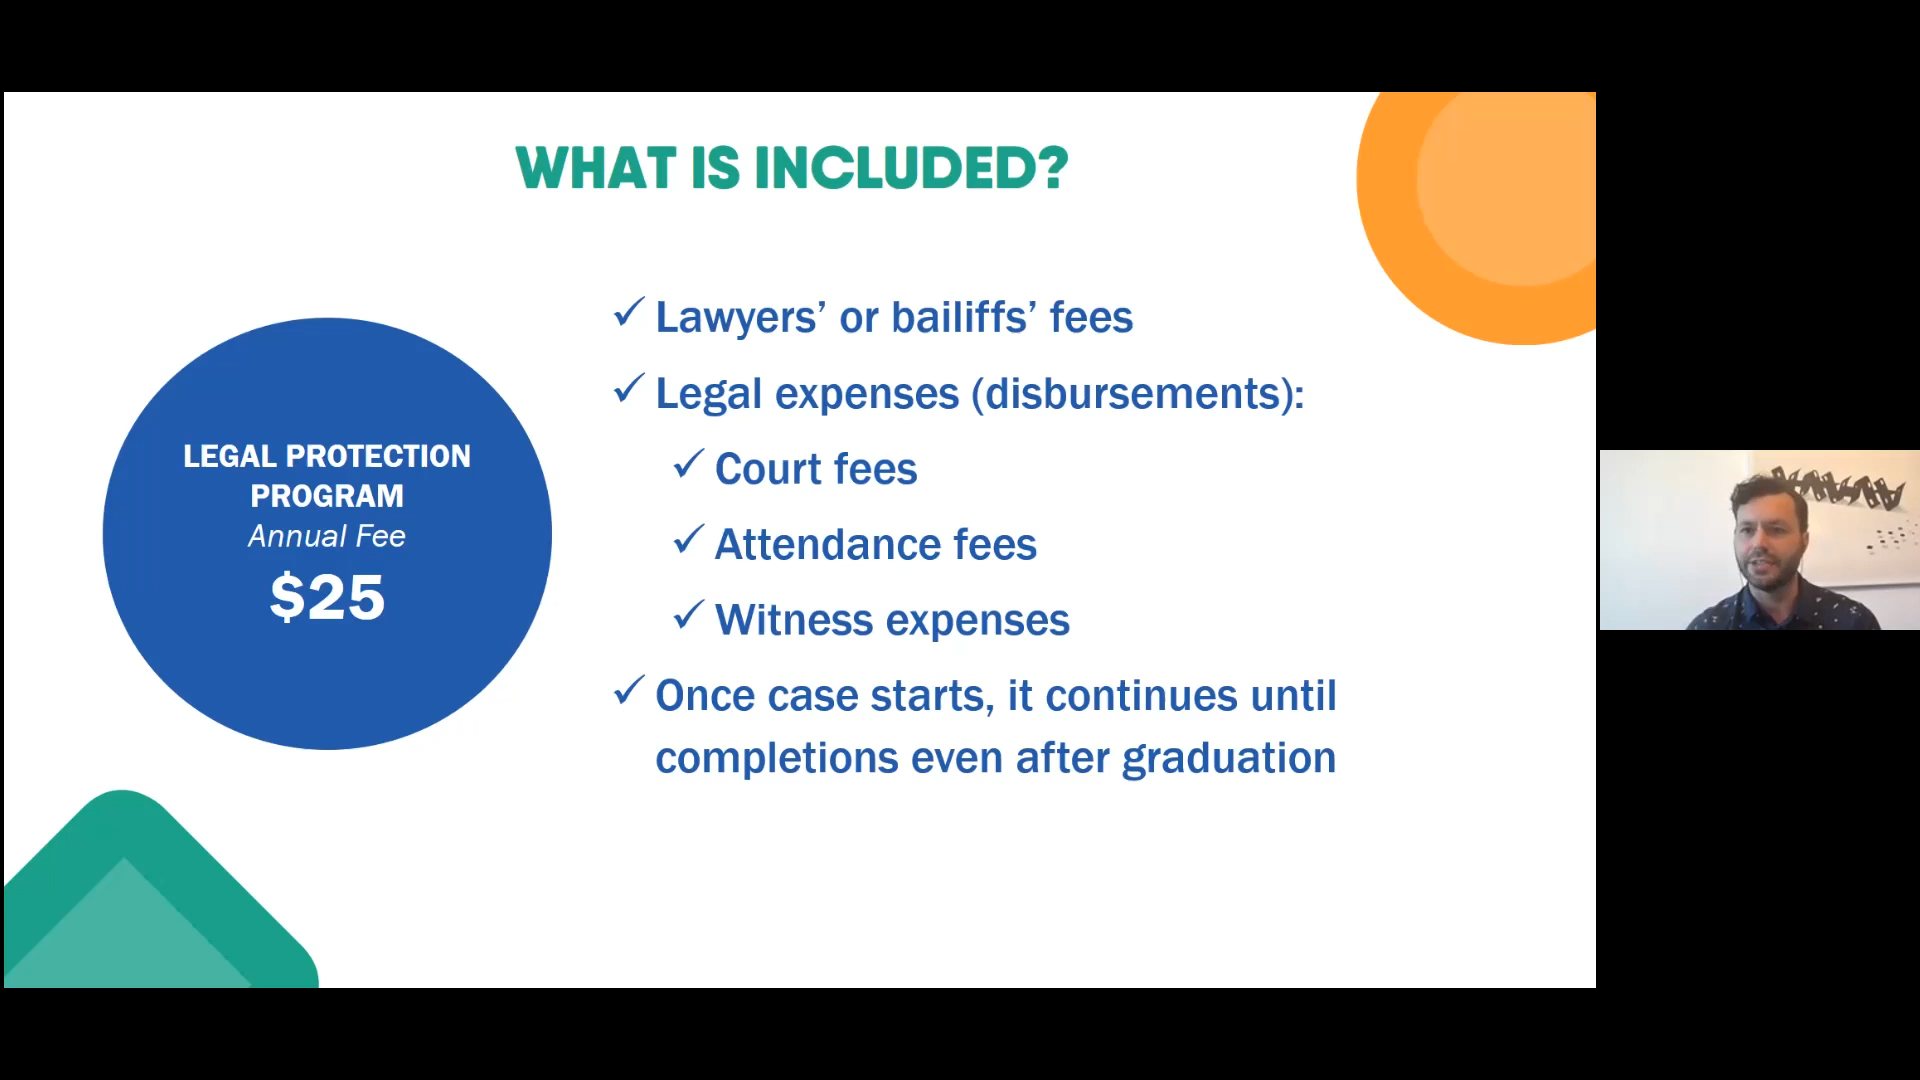 WHAT IS INCLUDED?
LEGAL PROTECTION
PROGRAM
Annual Fee
$25
✓ Lawyers’ or bailiffs’ fees
✓ Legal expenses (disbursements):
✓ Court fees
✓ Attendance fees
✓ Witness expenses
✓ Once case starts, it continues until
completions even after graduation